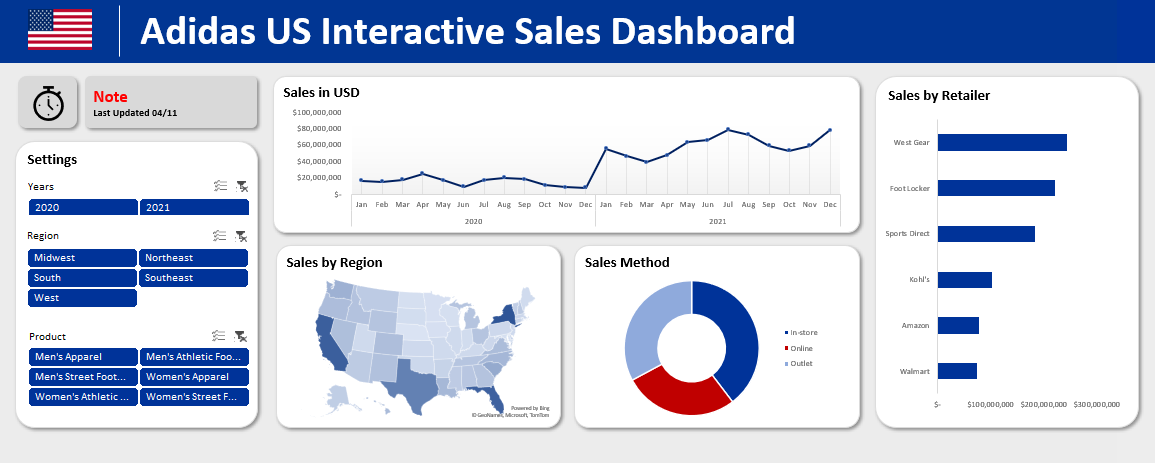 Adidas US Interactive Sales Dashboard
Note
Last Updated 04/11
Settings
Years
2020 2021
Region
Midwest Northeast
South Southeast
West
Product
Men's Apparel Men's Athletic Foo...
Men's Street Foot... Women's Apparel
Women's Athletic ... Women's Street F...
Sales in USD
$100,000,000
$80,000,000
$60,000,000
$40,000,000
$20,000,000
$-
Jan Feb Mar Apr May Jun Jul Aug Sep Oct Nov Dec Jan Feb Mar Apr May Jun Jul Aug Sep Oct Nov Dec
2020 2021
Sales by Region
Powered by Bing
© GeoNames, Microsoft, TomTom
Sales Method
In-store
Online
Outlet
Sales by Retailer
West Gear
Foot Locker
Sports Direct
Kohl's
Amazon
Walmart
$- $100,000,000 $200,000,000 $300,000,000